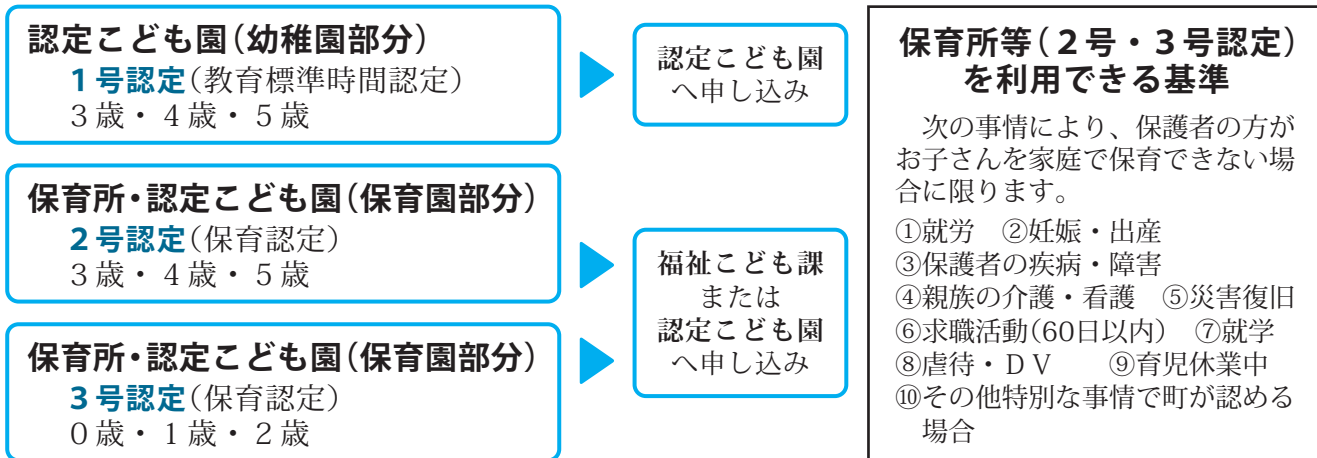 認定こども園(幼稚園部分)
1号認定(教育標準時間認定)
3歳・4歳・5歳
認定こども園
へ申し込み
保育所・認定こども園(保育園部分)
2号認定(保育認定)
3歳・4歳・5歳
保育所・認定こども園(保育園部分)
3号認定(保育認定)
0歳・1歳・2歳
福祉こども課
または
認定こども園
へ申し込み
保育所等(2号・3号認定)
を利用できる基準
次の事情により、保護者の方が
お子さんを家庭で保育できない場
合に限ります。
①就労 ②妊娠・出産
③保護者の疾病・障害
④親族の介護・看護 ⑤災害復旧
⑥求職活動(60日以内) ⑦就学
⑧虐待・DV ⑨育児休業中
⑩その他特別な事情で町が認める
場合